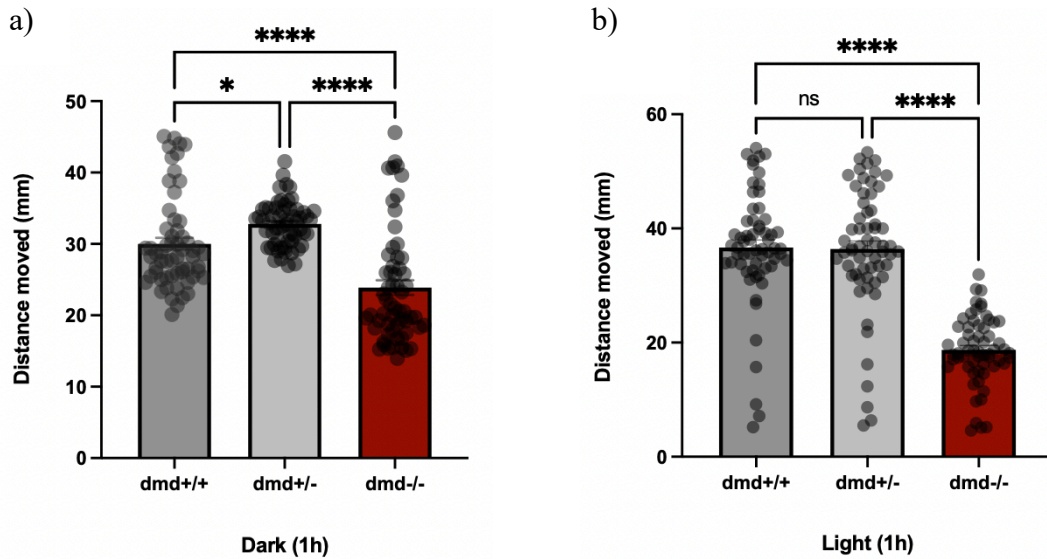 a)
****
*
****
Distance moved (mm)
50
40
30
20
10
0
dmd+/+
dmd+/-
dmd-/-
Dark (1h)
b)
****
ns
****
Distance moved (mm)
60
40
20
0
dmd+/+
dmd+/-
dmd-/-
Light (1h)